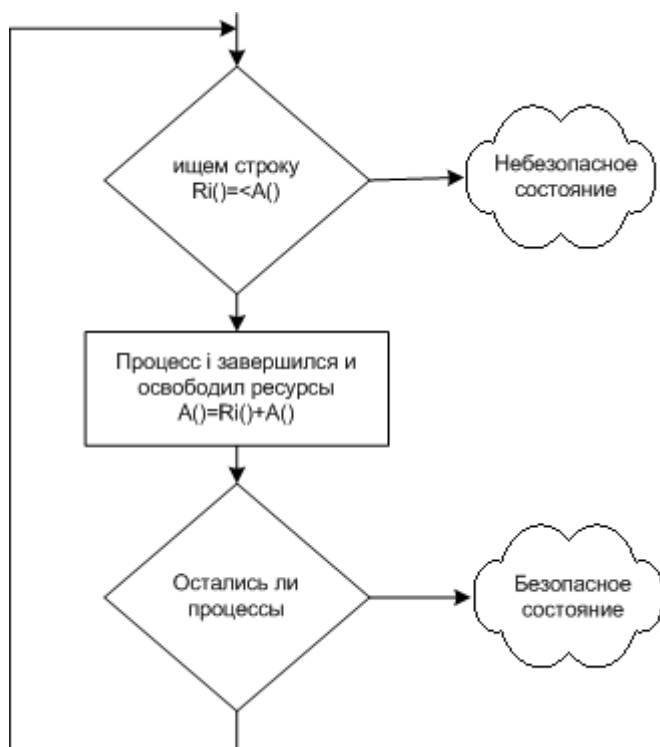 ищем строку
Ri()=<A()
Небезопасное
состояние
Процесс i завершился и
освободил ресурсы
A()=Ri()+A()
Остались ли
процессы
Безопасное
состояние